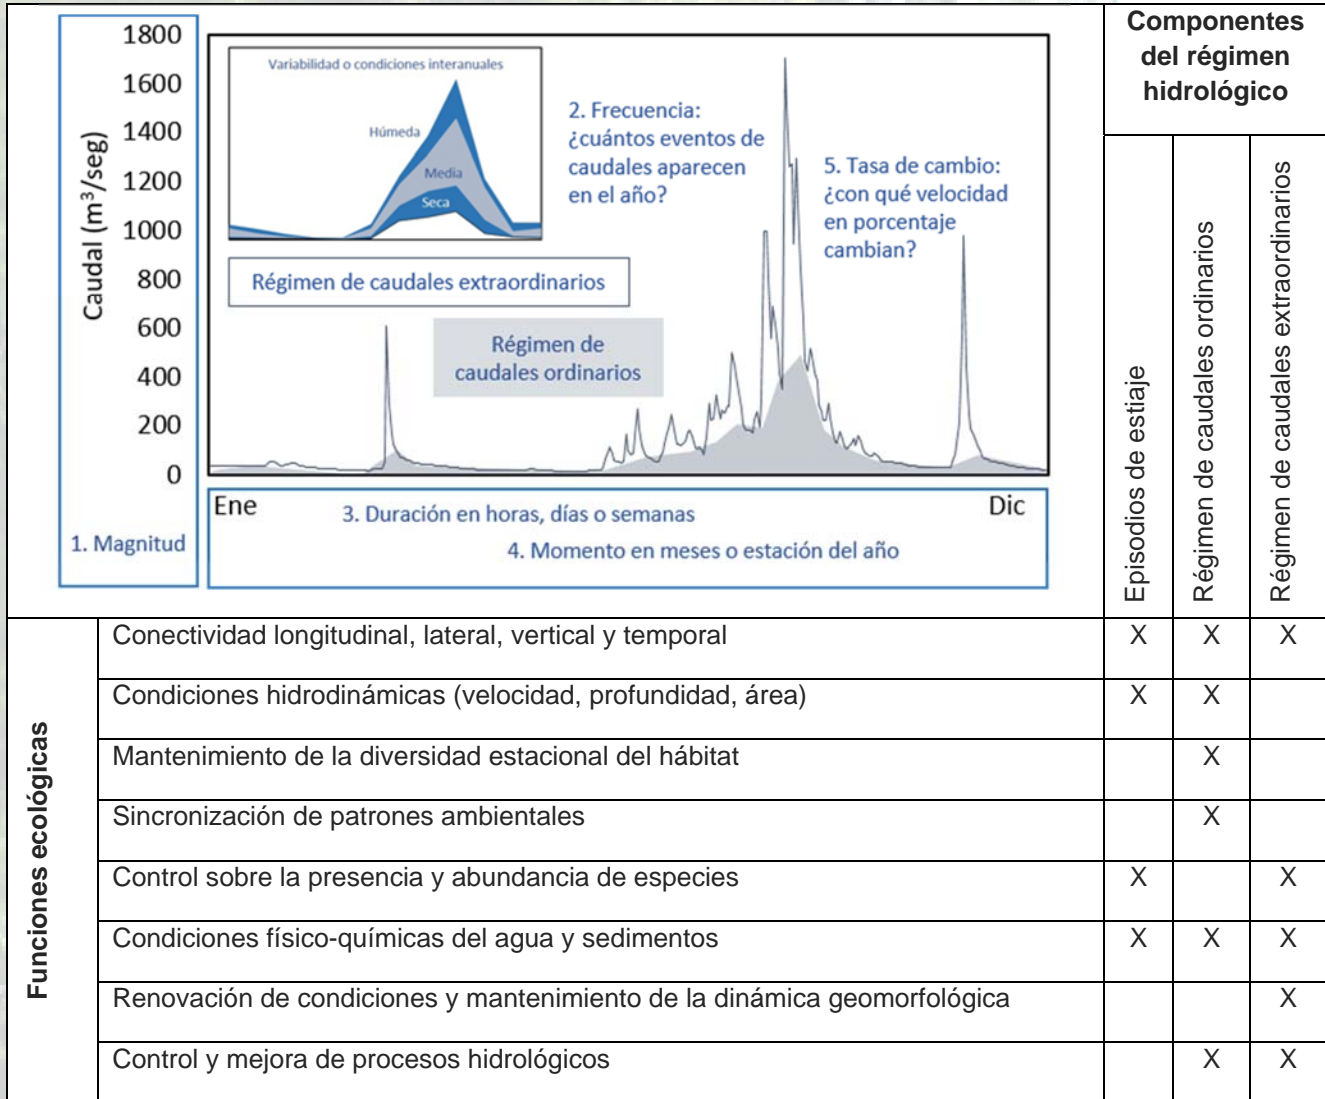 Componentes
del régimen
hidrológico
1800
1600
1400
1200
1000
800
600
400
200
0
Caudal (m³/seg)
1. Magnitud
Variabilidad o condiciones interanuales
Húmeda
Media
Seca
2. Frecuencia:
¿cuántos eventos de
caudales aparecen
en el año?
5. Tasa de cambio:
¿con qué velocidad
en porcentaje
cambian?
Régimen de caudales extraordinarios
Régimen de
caudales ordinarios
Ene
Dic
3. Duración en horas, días o semanas
4. Momento en meses o estación del año
Episodios de estiaje
Régimen de caudales ordinarios
Régimen de caudales extraordinarios
Funciones ecológicas
Conectividad longitudinal, lateral, vertical y temporal X X X
Condiciones hidrodinámicas (velocidad, profundidad, área) X X
Mantenimiento de la diversidad estacional del hábitat X
Sincronización de patrones ambientales X
Control sobre la presencia y abundancia de especies X X
Condiciones físico-químicas del agua y sedimentos X X X
Renovación de condiciones y mantenimiento de la dinámica geomorfológica X
Control y mejora de procesos hidrológicos X X